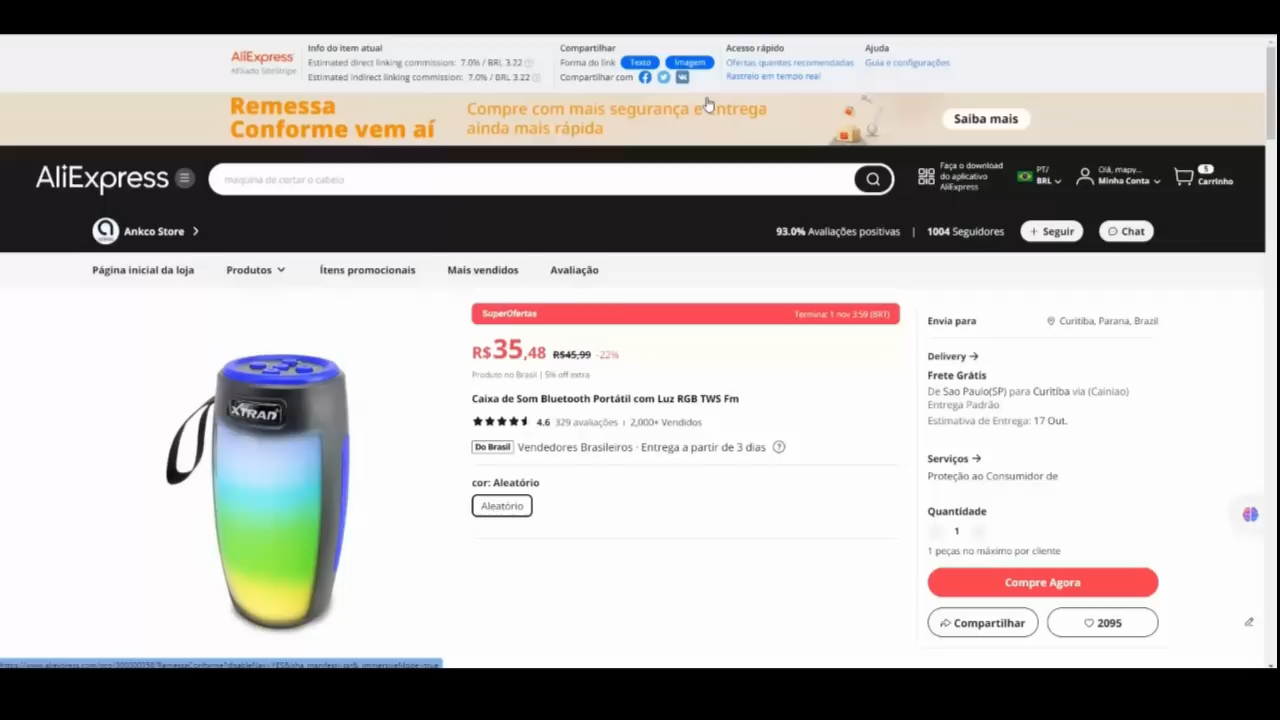 AliExpress
Afiliado SiteStripe
Info do item atual
Estimated direct linking commission: 7.0% / BRL 3.22
Estimated indirect linking commission: 7.0% / BRL 3.22
Compartilhar
Forma do link Texto Imagem
Compartilhar com
Acesso rápido
Ofertas quentes recomendadas
Rastreio em tempo real
Ajuda
Guia e configurações
Remessa
Conforme vem aí
Compre com mais segurança e entrega
ainda mais rápida
Saiba mais
AliExpress
maquina de cortar o cabelo
Faça o download
do aplicativo
AliExpress
PT/
BRL
Olá, mapy...
Minha Conta
5
Carrinho
Ankco Store
93.0% Avaliações positivas | 1004 Seguidores
+ Seguir
Chat
Página inicial da loja
Produtos
Ítens promocionais
Mais vendidos
Avaliação
XTRAD
SuperOfertas
Termina: 1 nov 3:59 (BRT)
R$35,48 R$45,99 -22%
Produto no Brasil | 5% off extra
Caixa de Som Bluetooth Portátil com Luz RGB TWS Fm
4.6 329 avaliações | 2,000+ Vendidos
Do Brasil Vendedores Brasileiros · Entrega a partir de 3 dias
cor: Aleatório
Aleatório
Envia para
Curitiba, Parana, Brazil
Delivery
Frete Grátis
De Sao Paulo(SP) para Curitiba via (Cainiao)
Entrega Padrão
Estimativa de Entrega: 17 Out.
Serviços
Proteção ao Consumidor de
Quantidade
1
1 peças no máximo por cliente
Compre Agora
Compartilhar
2095